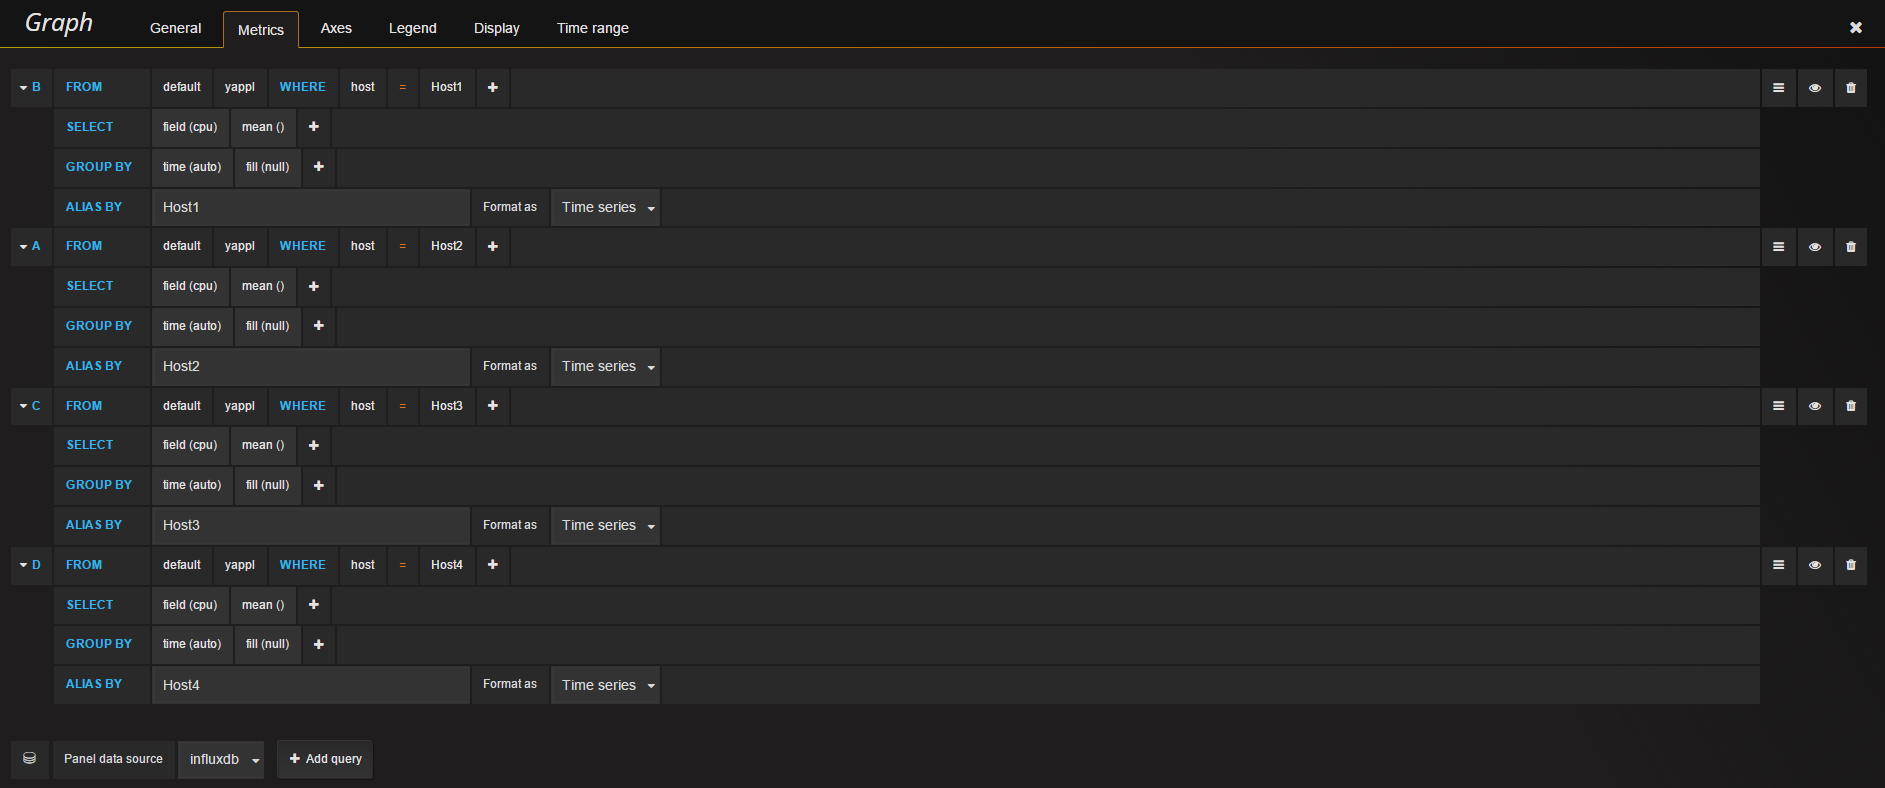 Graph General Metrics Axes Legend Display Time range
B FROM default yappl WHERE host = Host1
SELECT field (cpu) mean ()
GROUP BY time (auto) fill (null)
ALIAS BY Host1 Format as Time series
A FROM default yappl WHERE host = Host2
SELECT field (cpu) mean ()
GROUP BY time (auto) fill (null)
ALIAS BY Host2 Format as Time series
C FROM default yappl WHERE host = Host3
SELECT field (cpu) mean ()
GROUP BY time (auto) fill (null)
ALIAS BY Host3 Format as Time series
D FROM default yappl WHERE host = Host4
SELECT field (cpu) mean ()
GROUP BY time (auto) fill (null)
ALIAS BY Host4 Format as Time series
Panel data source influxdb Add query